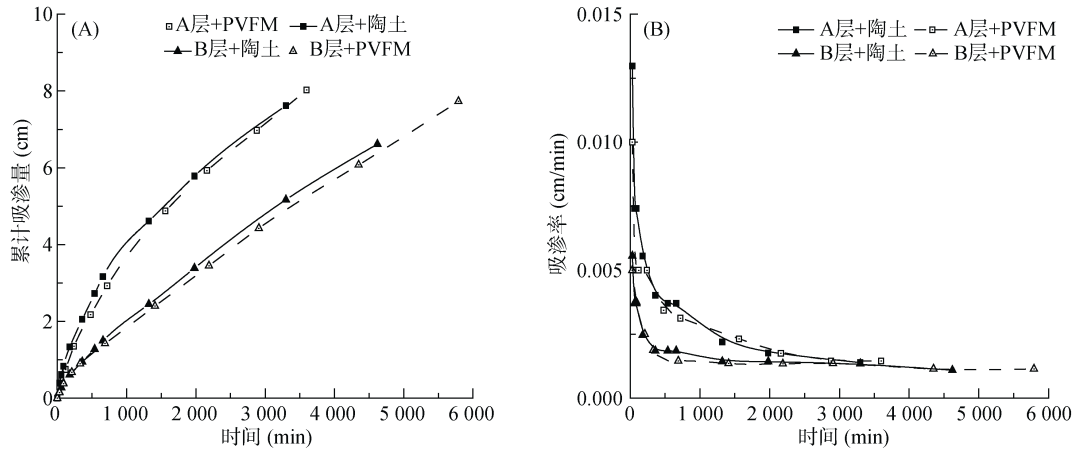 (A)
A层+PVFM A层+陶土
B层+陶土 B层+PVFM
10
8
6
4
2
0
累计吸渗量 (cm)
0 1 000 2 000 3 000 4 000 5 000 6 000
时间 (min)
(B)
A层+陶土 A层+PVFM
B层+陶土 B层+PVFM
0.015
0.010
0.005
0.000
吸渗率 (cm/min)
0 1 000 2 000 3 000 4 000 5 000 6 000
时间 (min)